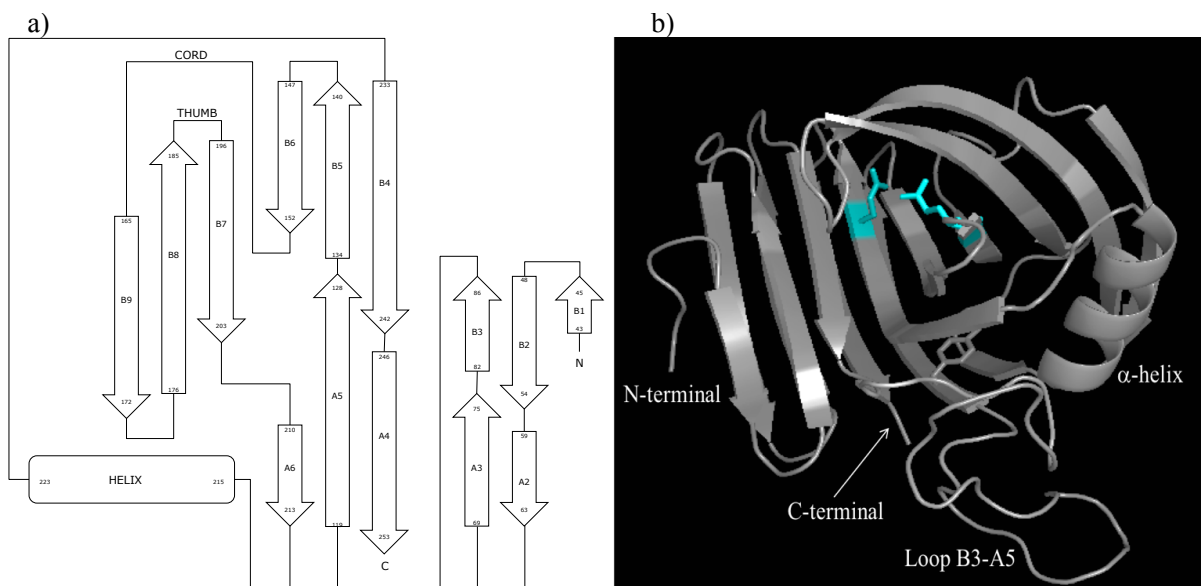 a)
CORD
THUMB
147
140
233
B6
B5
B4
185
196
B8
B7
152
165
134
128
242
246
B9
203
172
176
A5
A4
210
A6
213
119
253
C
HELIX
223
215
86
B3
82
75
A3
69
48
B2
54
59
A2
63
45
B1
43
N
b)
N-terminal
α-helix
C-terminal
Loop B3-A5